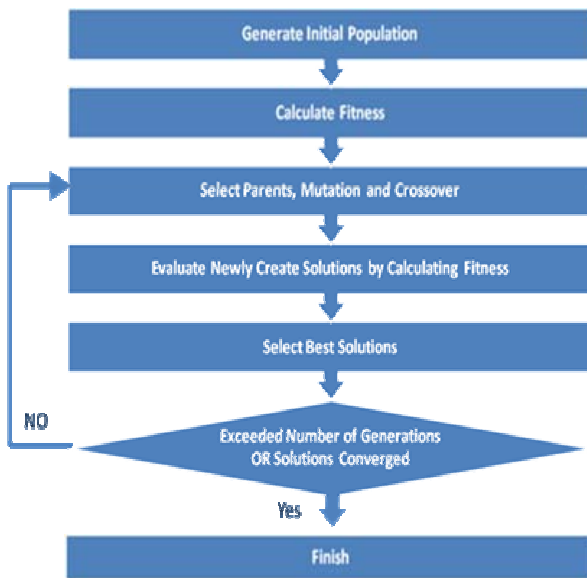 Generate Initial Population
Calculate Fitness
Select Parents, Mutation and Crossover
Evaluate Newly Create Solutions by Calculating Fitness
Select Best Solutions
NO
Exceeded Number of Generations
OR Solutions Converged
Yes
Finish